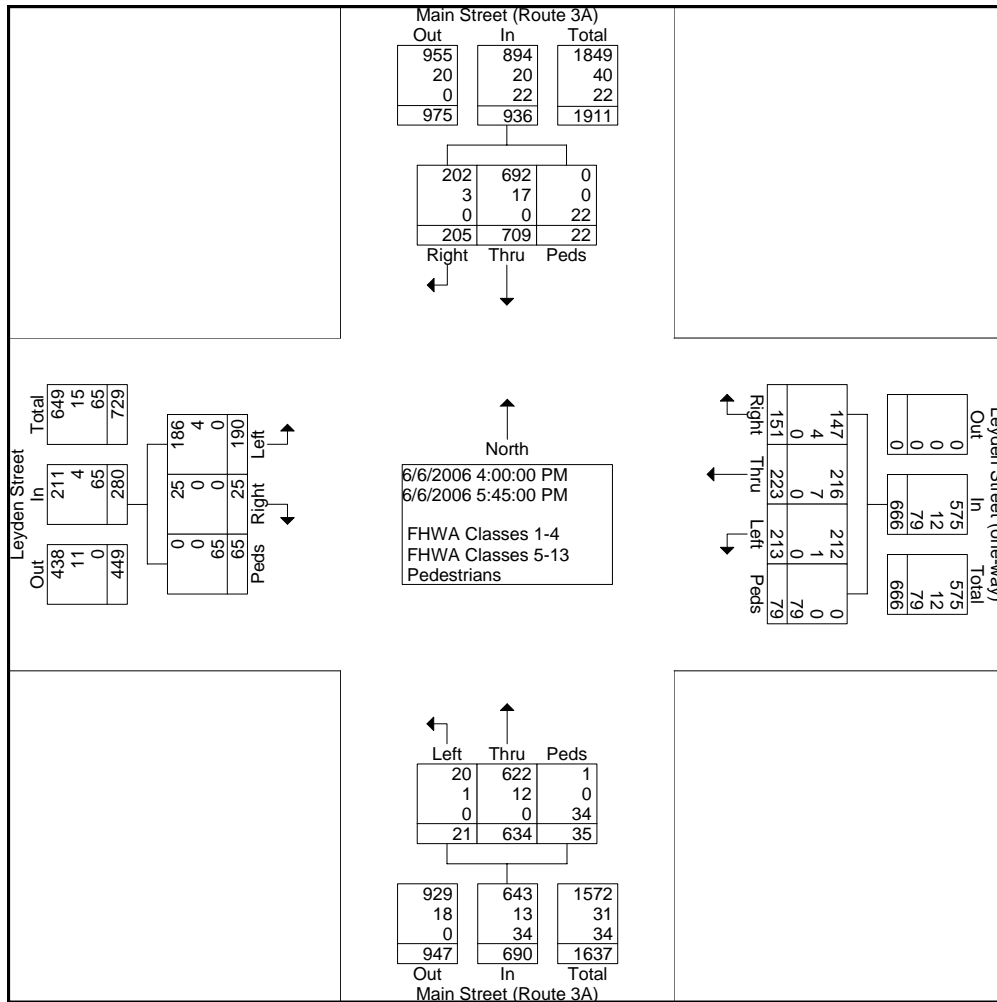 Main Street (Route 3A)
Out In Total
955 894 1849
20 20 40
0 22 22
975 936 1911
202 692 0
3 17 0
0 0 22
205 709 22
Right Thru Peds
Leyden Street
Total
649
15
65
729
In
211
4
65
280
Out
438
11
0
449
186
4
0
190
Left
25
0
0
25
Right
0
0
65
65
Peds
North
6/6/2006 4:00:00 PM
6/6/2006 5:45:00 PM
FHWA Classes 1-4
FHWA Classes 5-13
Pedestrians
Right
147
4
0
151
Thru
216
7
0
223
Left
212
1
0
213
Peds
0
0
79
79
Leyden Street (one-way)
Out
0
0
0
0
In
575
12
79
666
Total
575
12
79
666
Left Thru Peds
20 622 1
1 12 0
0 0 34
21 634 35
929 643 1572
18 13 31
0 34 34
947 690 1637
Out In Total
Main Street (Route 3A)